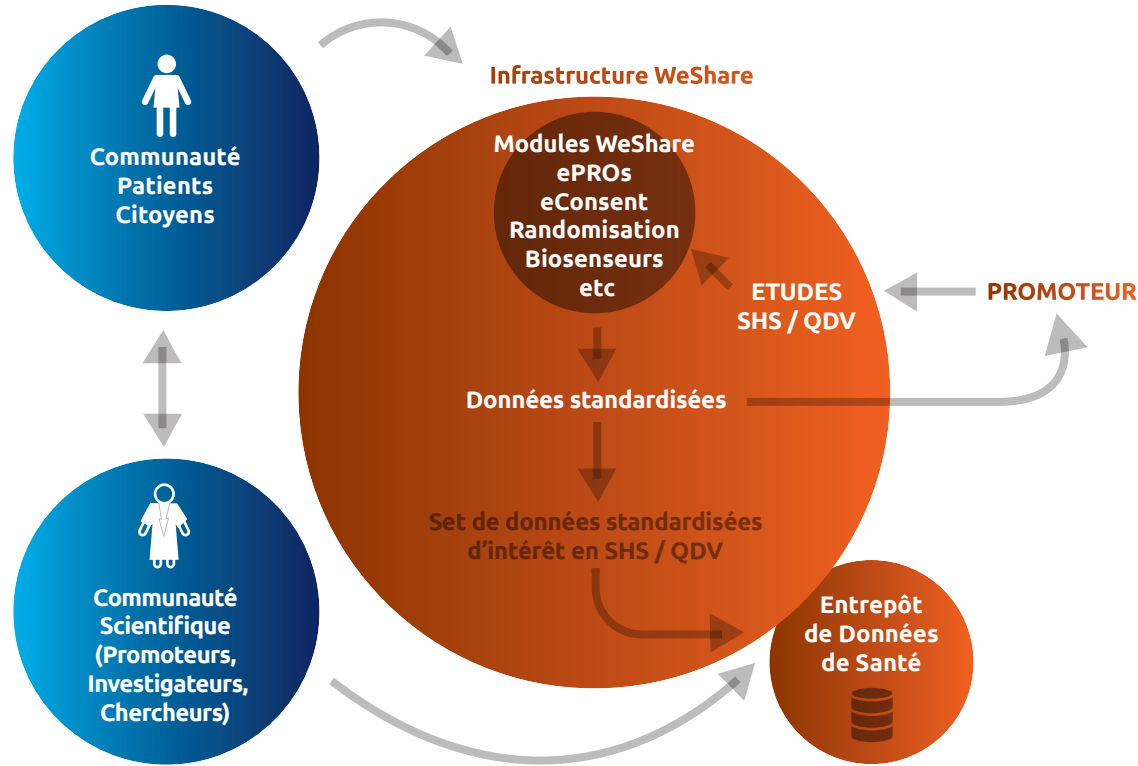 Communauté
Patients
Citoyens
Infrastructure WeShare
Modules WeShare
ePROs
eConsent
Randomisation
Biosenseurs
etc
ETUDES
SHS / QDV
PROMOTEUR
Données standardisées
Set de données standardisées
d'intérêt en SHS / QDV
Communauté
Scientifique
(Promoteurs,
Investigateurs,
Chercheurs)
Entrepôt
de Données
de Santé